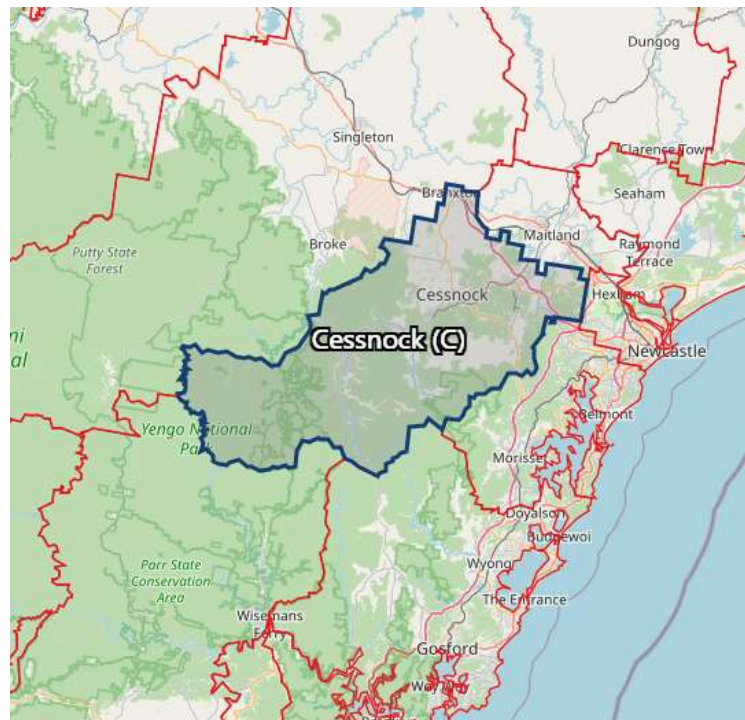 Dungog
Singleton
Clarence Town
Seaham
Branxton
Maitland
Broke
Raymond
Terrace
Putty State
Forest
Cessnock
Hexham
Cessnock (C)
Newcastle
Belmont
Yengo National
Park
Morisset
Doyalson
Budgewoi
Wyong
Parr State
Conservation
Area
The Entrance
Wisemans
Ferry
Gosford